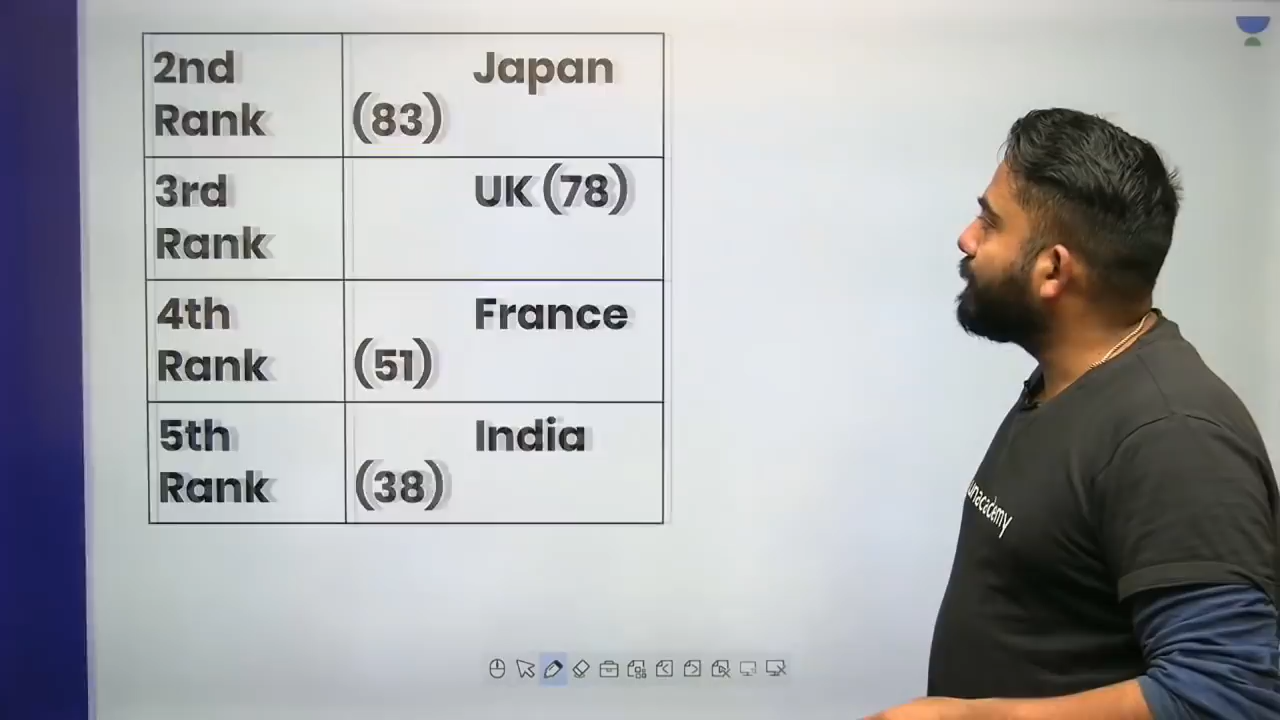 2nd
Rank
Japan
(83)
3rd
Rank
UK (78)
4th
Rank
France
(51)
5th
Rank
India
(38)
unacademy